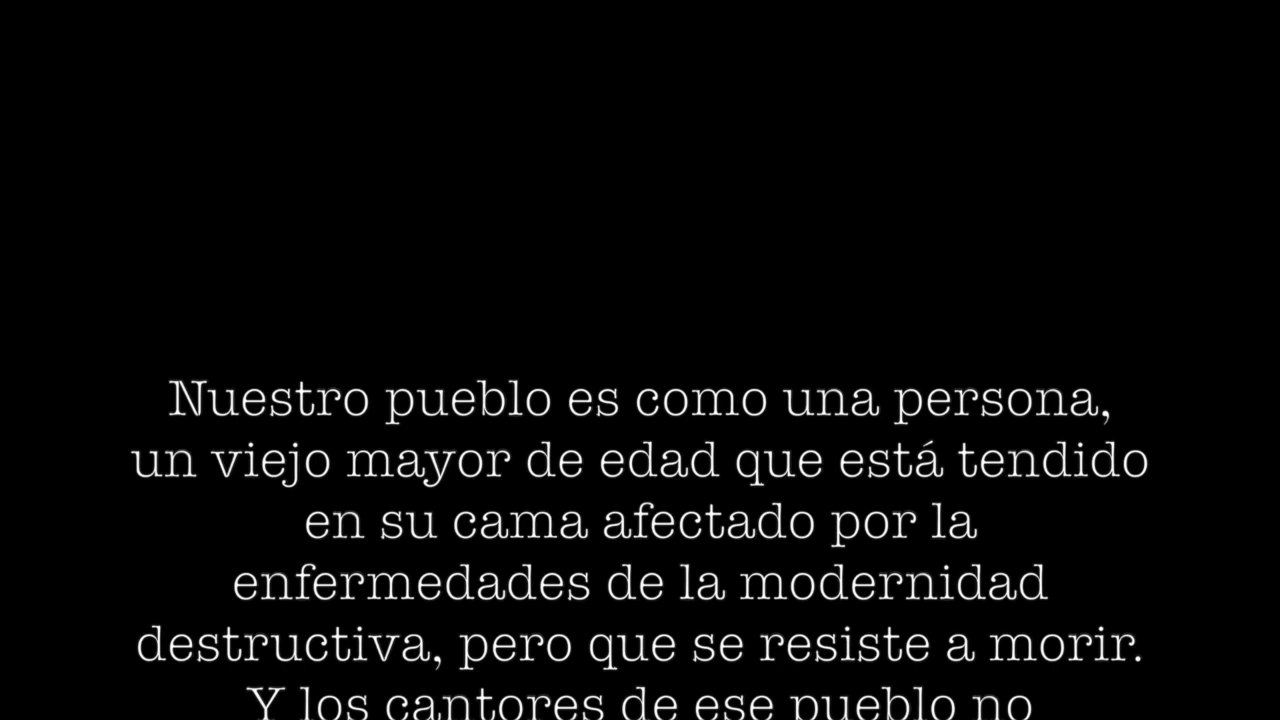 Nuestro pueblo es como una persona,
un viejo mayor de edad que está tendido
en su cama afectado por la
enfermedades de la modernidad
destructiva, pero que se resiste a morir.
Y los cantores de ese pueblo no